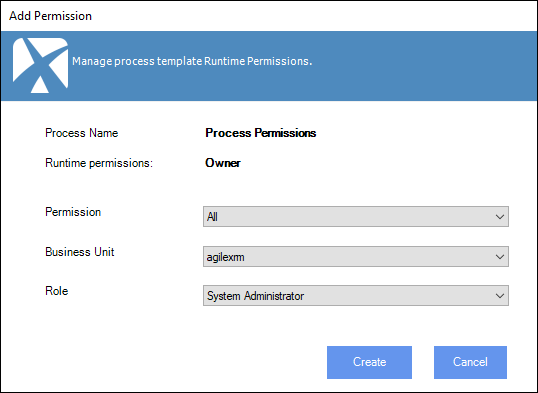 Add Permission
Manage process template Runtime Permissions.
Process Name Process Permissions
Runtime permissions: Owner
Permission All
Business Unit agilexrm
Role System Administrator
Create Cancel